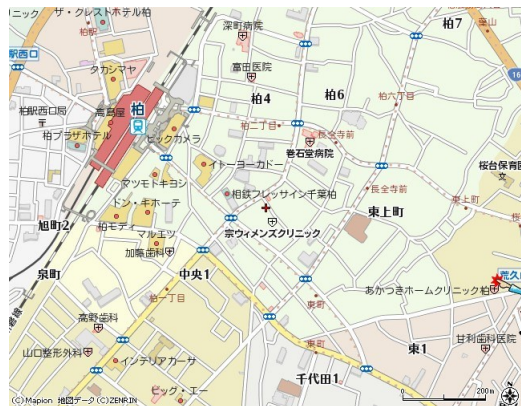 ニック
ザ・クレストホテル柏
柏駅
深町病院
柏7
駅西口
富田医院
タカシマヤ
柏4
柏6
柏六丁目
16
髙島屋
柏
柏駅西口局
柏プラザホテル
ビックカメラ
柏二丁目
長全寺前
巻石堂病院
イトーヨーカドー
桜台保育園
マツモトキヨシ
相鉄フレッサイン千葉柏
長全寺前
ドン・キホーテ
東上町
東上町
旭町2
柏モディ
マルエツ
宗ウィメンズクリニック
加藤歯科
泉町
中央1
荒久
あかつきホームクリニック柏
柏一丁目
東町
高野歯科
東町
東1
甘利歯科医院
山口整形外科
インテリアカーサ
ビッグ・エー
千代田1
200m
(C)Mapion 地図データ(C)ZENRIN